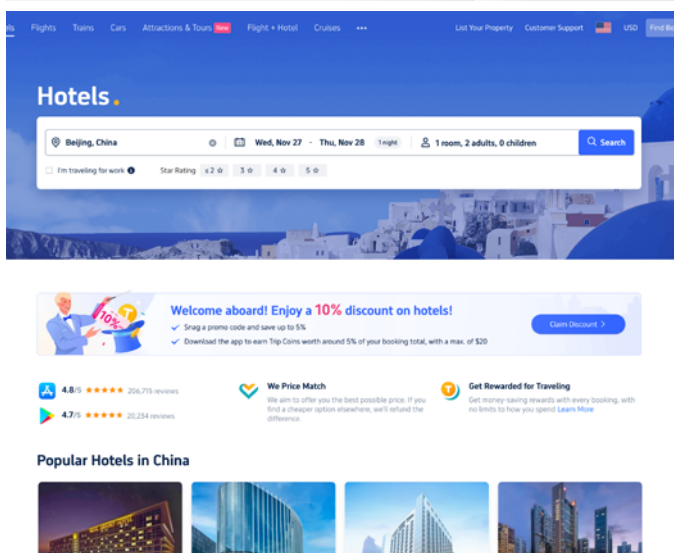 Flights Trains Cars Attractions & Tours New Flight + Hotel Cruises ••• List Your Property Customer Support USD
Hotels.
Beijing, China Wed, Nov 27 - Thu, Nov 28 1 night 1 room, 2 adults, 0 children Search
I'm traveling for work Star Rating ≤2 3 4 5
Welcome aboard! Enjoy a 10% discount on hotels!
10%
Snag a promo code and save up to 5%
Claim Discount >
Download the app to earn Trip Coins worth around 5% of your booking total, with a max. of $20
4.8/5 ★★★★★ 206,715 reviews
4.7/5 ★★★★★ 20,234 reviews
We Price Match
We aim to offer you the best possible price. If you
find a cheaper option elsewhere, we'll refund the
difference.
Get Rewarded for Traveling
Get money-saving rewards with every booking, with
no limits to how you spend Learn More
Popular Hotels in China